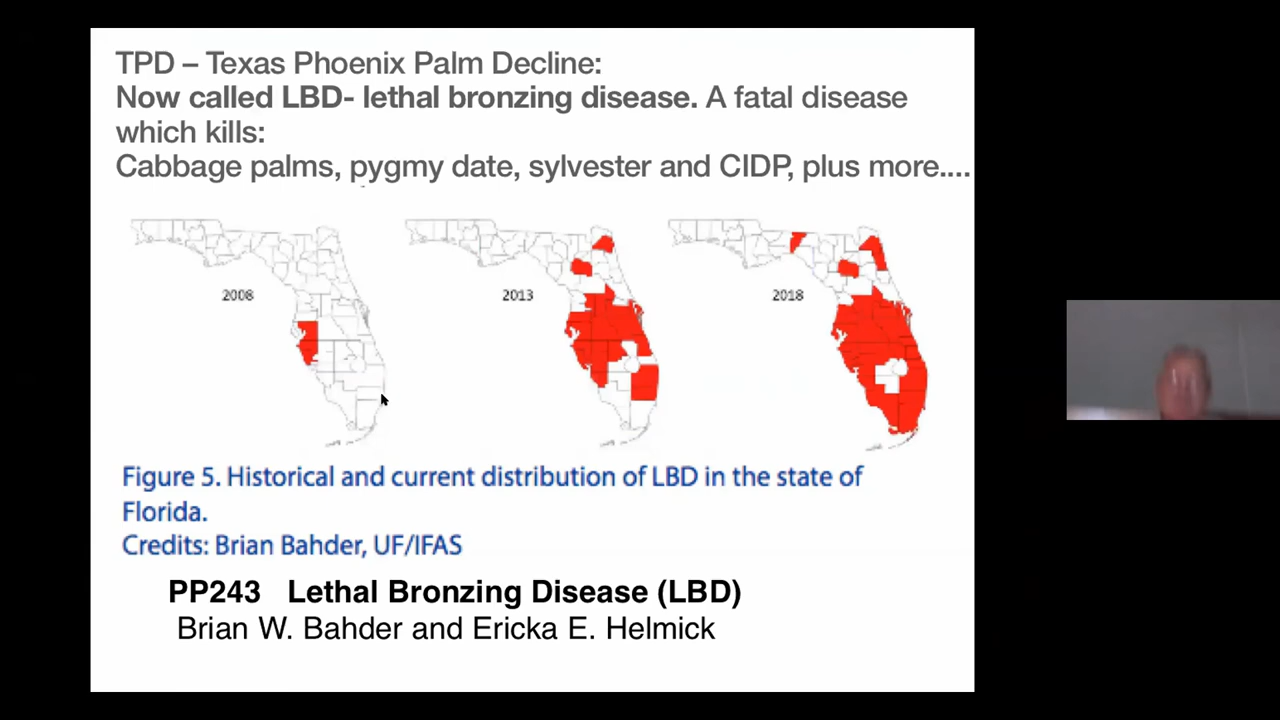 TPD – Texas Phoenix Palm Decline:
Now called LBD- lethal bronzing disease. A fatal disease
which kills:
Cabbage palms, pygmy date, sylvester and CIDP, plus more....
2008
2013
2018
Figure 5. Historical and current distribution of LBD in the state of
Florida.
Credits: Brian Bahder, UF/IFAS
PP243 Lethal Bronzing Disease (LBD)
Brian W. Bahder and Ericka E. Helmick